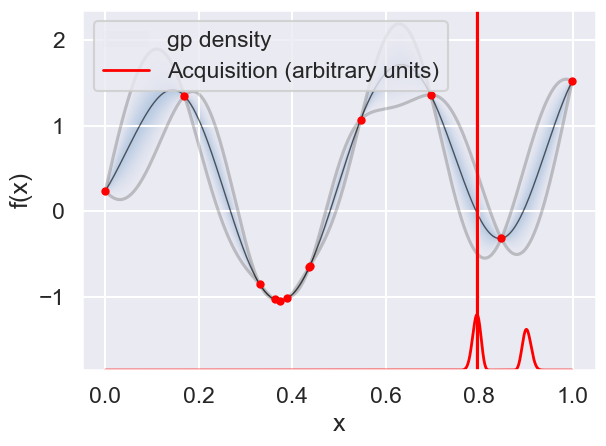 gp density
Acquisition (arbitrary units)
f(x)
2
1
0
−1
0.0 0.2 0.4 0.6 0.8 1.0
x